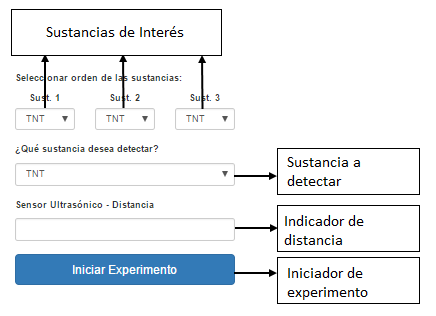 Sustancias de Interés
Seleccionar orden de las sustancias:
Sust. 1 Sust. 2 Sust. 3
TNT TNT TNT
¿Qué sustancia desea detectar?
TNT
Sustancia a
detectar
Sensor Ultrasónico - Distancia
Indicador de
distancia
Iniciar Experimento
Iniciador de
experimento